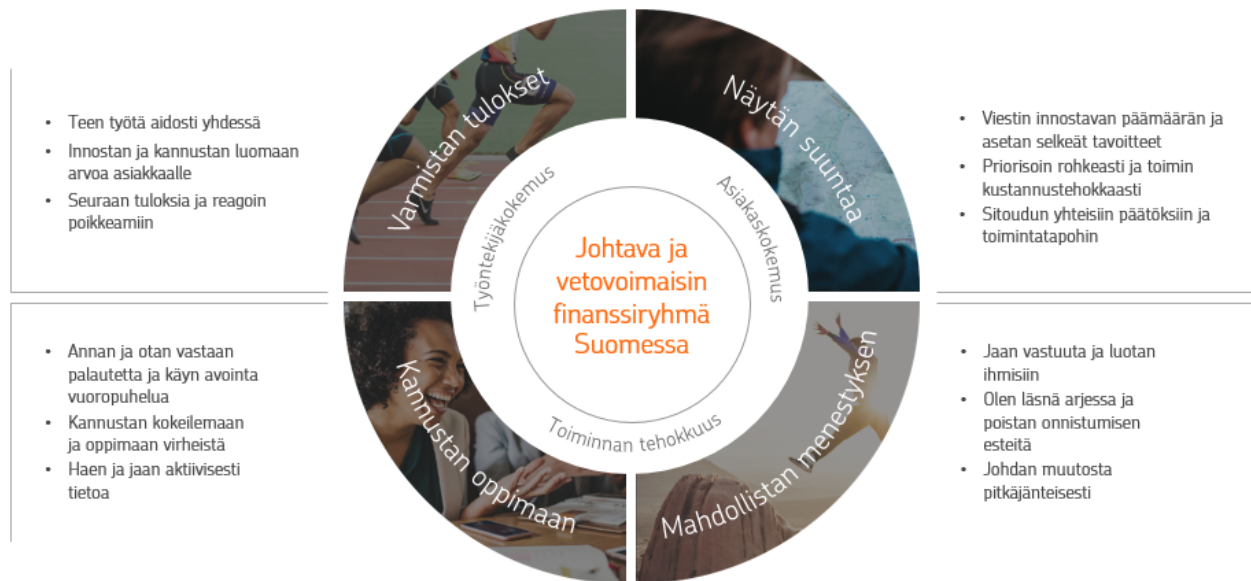 Varmistan tulokset
• Teen työtä aidosti yhdessä
• Innostan ja kannustan luomaan
arvoa asiakkaalle
• Seuraan tuloksia ja reagoin
poikkeamiin
Näytän suuntaa
• Viestin innostavan päämäärän ja
asetan selkeät tavoitteet
• Priorisoin rohkeasti ja toimin
kustannustehokkaasti
• Sitoudun yhteisiin päätöksiin ja
toimintatapohin
Työntekijäkokemus
Asiakaskokemus
Toiminnan tehokkuus
Johtava ja
vetovoimaisin
finanssiryhmä
Suomessa
Kannustan oppimaan
• Annan ja otan vastaan
palautetta ja käyn avointa
vuoropuhelua
• Kannustan kokeilemaan
ja oppimaan virheistä
• Haen ja jaan aktiivisesti
tietoa
Mahdollistan menestyksen
• Jaan vastuuta ja luotan
ihmisiin
• Olen läsnä arjessa ja
poistan onnistumisen
esteitä
• Johdan muutosta
pitkäjänteisesti